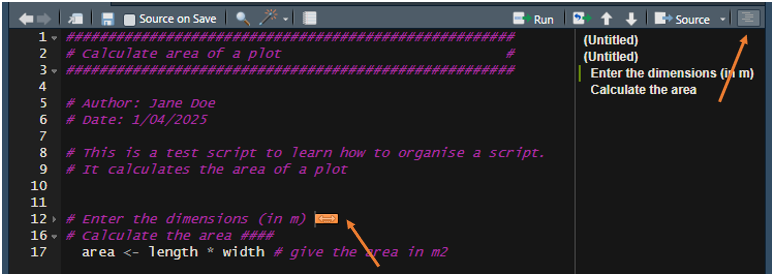 Source on Save Run Source
1 ########################################################
2 # Calculate area of a plot #
3 ########################################################
4
5 # Author: Jane Doe
6 # Date: 1/04/2025
7
8 # This is a test script to learn how to organise a script.
9 # It calculates the area of a plot
10
11
12 # Enter the dimensions (in m)
16 # Calculate the area ####
17 area <- length * width # give the area in m2
(Untitled)
(Untitled)
Enter the dimensions (in m)
Calculate the area